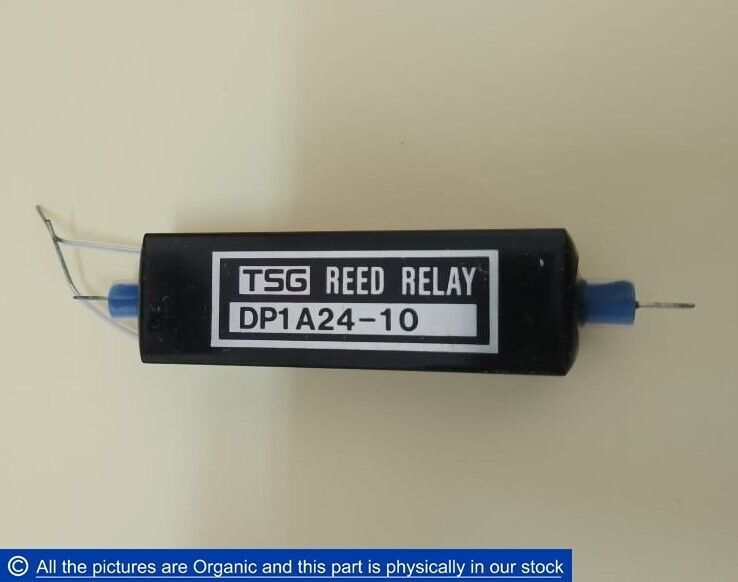 TSG REED RELAY
DP1A24-10
© All the pictures are Organic and this part is physically in our stock